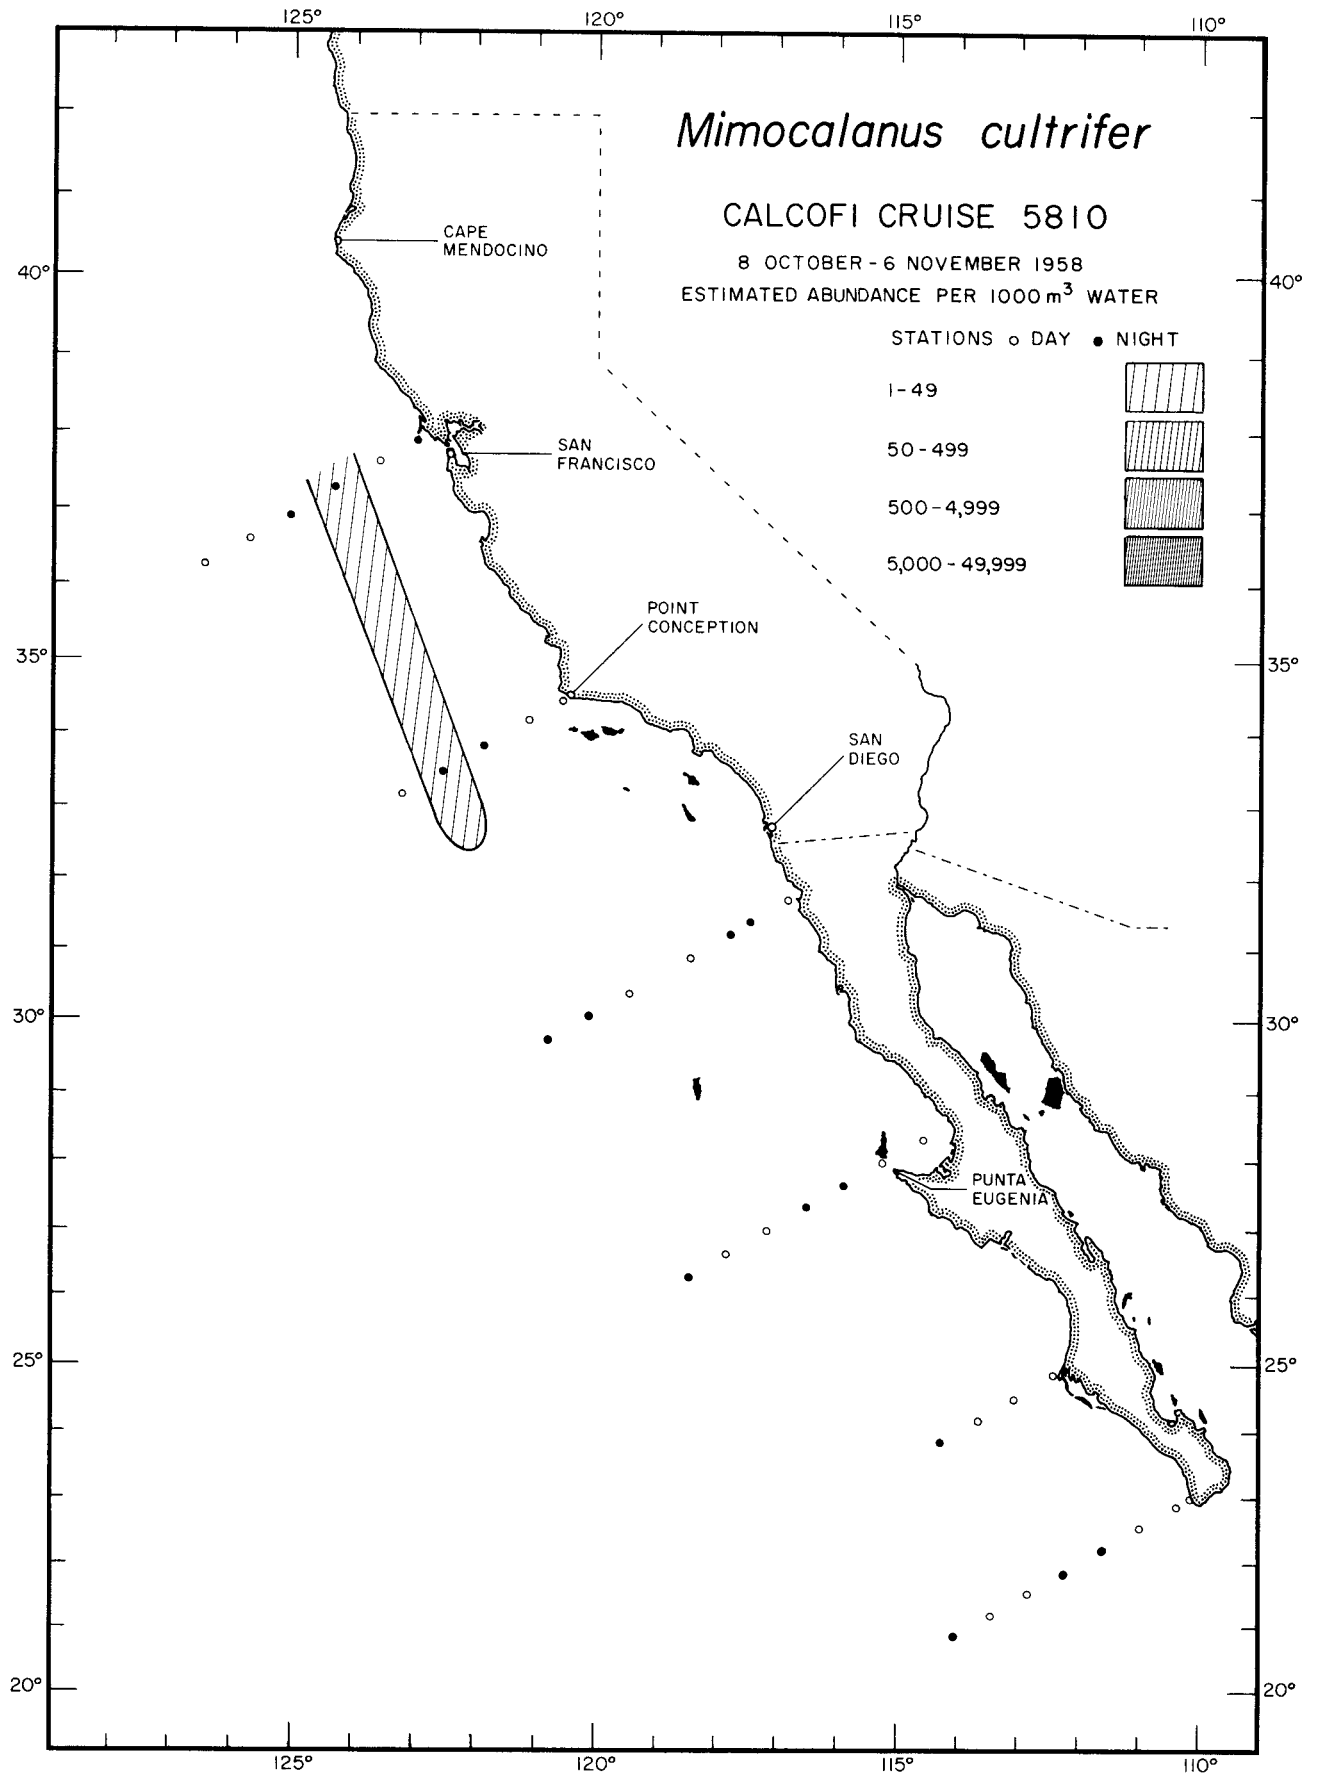 125° 120° 115° 110°
Mimocalanus cultrifer
CALCOFI CRUISE 5810
8 OCTOBER - 6 NOVEMBER 1958
ESTIMATED ABUNDANCE PER 1000 m³ WATER
STATIONS ○ DAY ● NIGHT
1-49
50-499
500-4,999
5,000-49,999
CAPE
MENDOCINO
40° 40°
SAN
FRANCISCO
POINT
CONCEPTION
35° 35°
SAN
DIEGO
30° 30°
PUNTA
EUGENIA
25° 25°
20° 20°
125° 120° 115° 110°